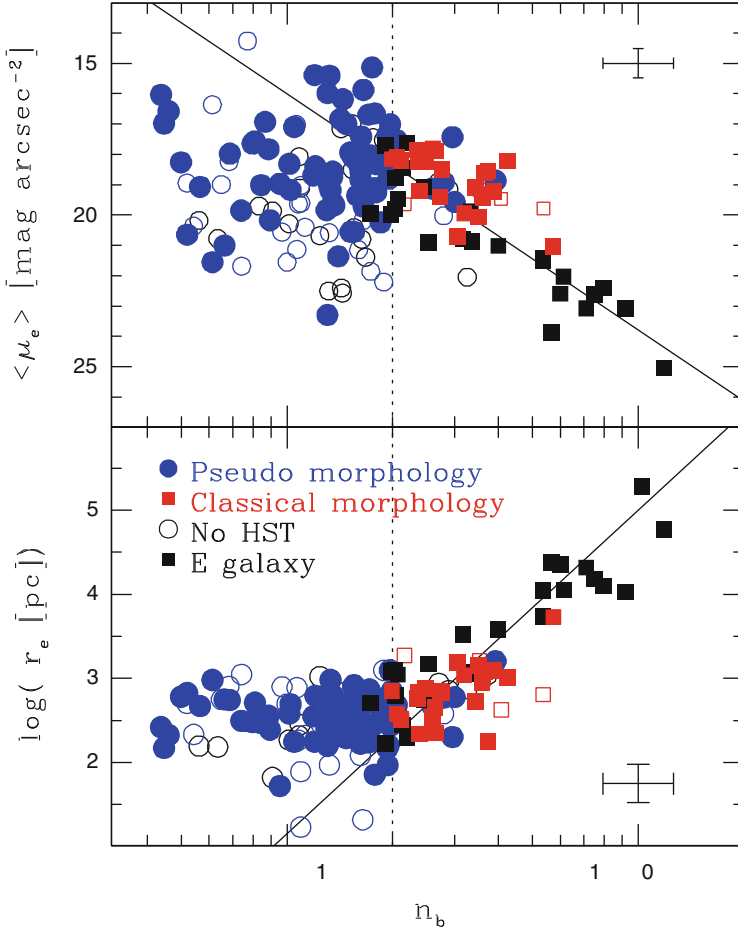 <μe> [mag arcsec−2]
15
20
25
log( re [pc])
5
4
3
2
Pseudo morphology
Classical morphology
No HST
E galaxy
1
1 0
nb